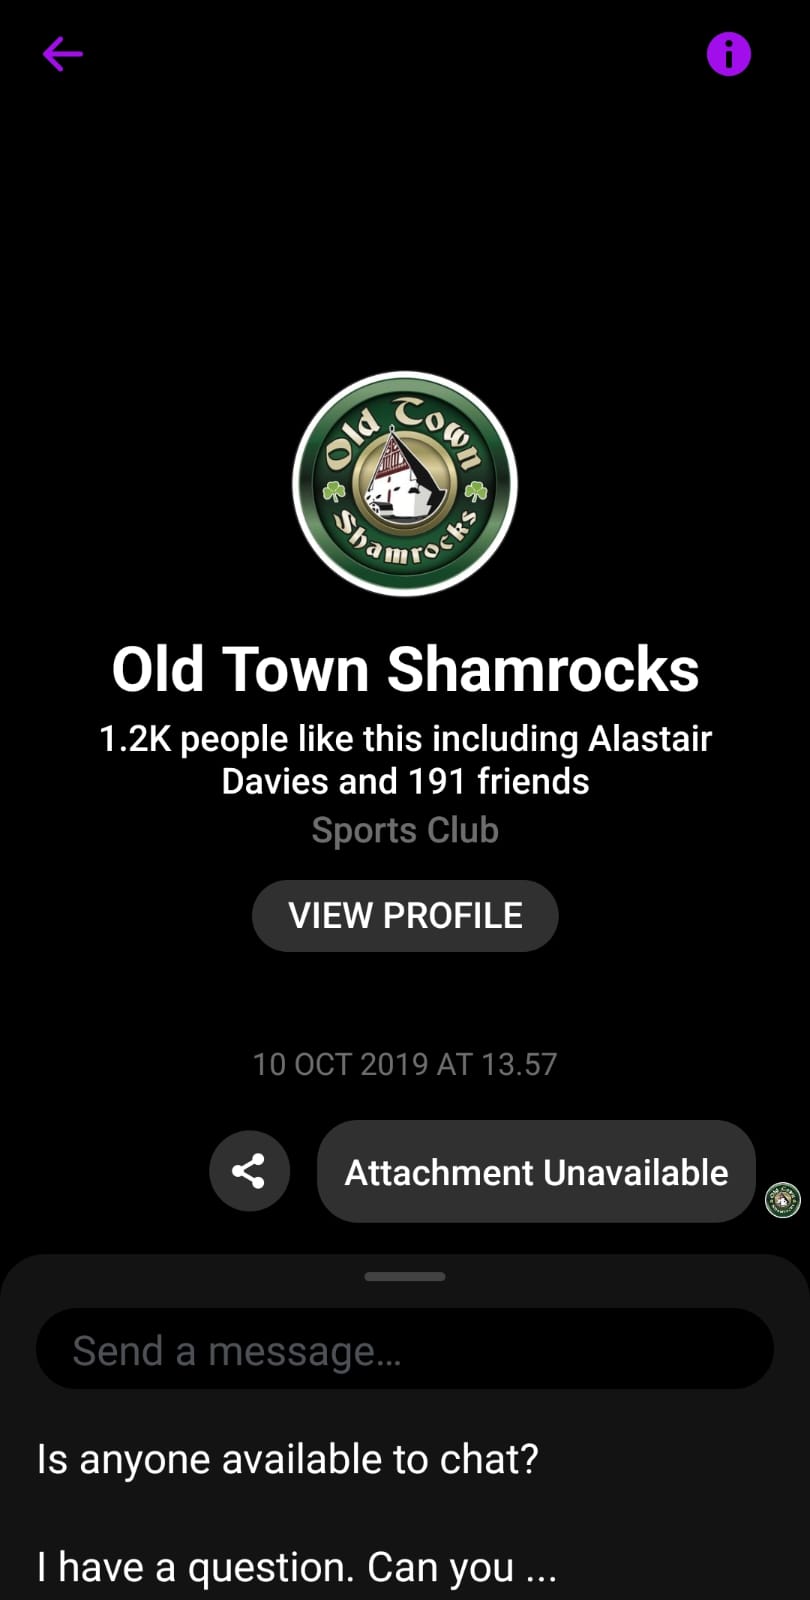 Old Town
Shamrocks
Old Town Shamrocks
1.2K people like this including Alastair
Davies and 191 friends
Sports Club
VIEW PROFILE
10 OCT 2019 AT 13.57
Attachment Unavailable
Send a message...
Is anyone available to chat?
I have a question. Can you ...